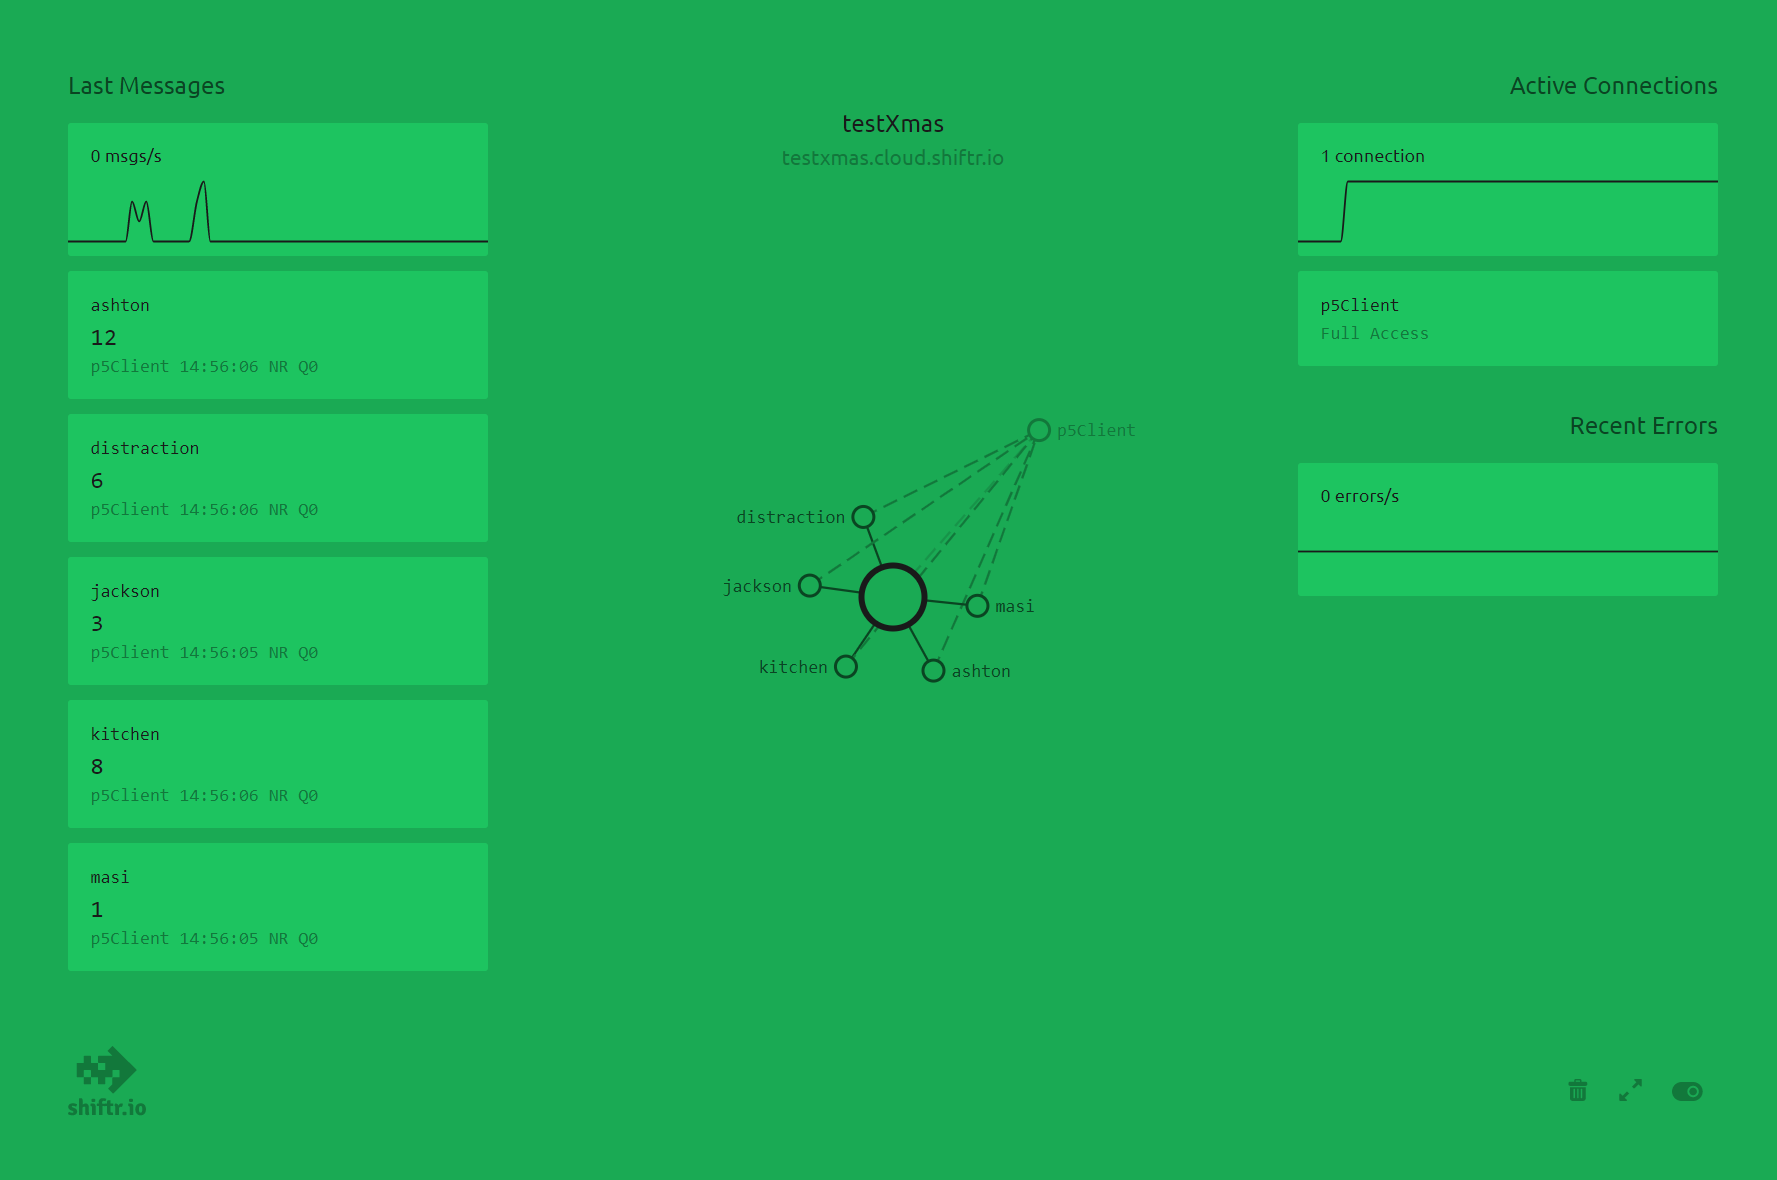 Last Messages
0 msgs/s
ashton
12
p5Client 14:56:06 NR Q0
distraction
6
p5Client 14:56:06 NR Q0
jackson
3
p5Client 14:56:05 NR Q0
kitchen
8
p5Client 14:56:06 NR Q0
masi
1
p5Client 14:56:05 NR Q0
shiftr.io
testXmas
testxmas.cloud.shiftr.io
p5Client
distraction
jackson
masi
kitchen
ashton
Active Connections
1 connection
p5Client
Full Access
Recent Errors
0 errors/s